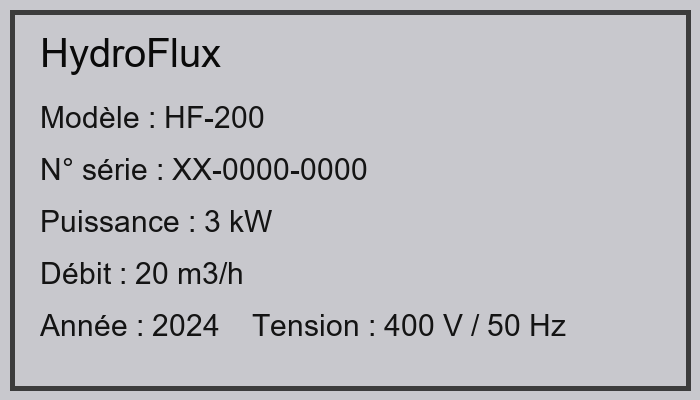 HydroFlux
Modèle : HF-200
N° série : XX-0000-0000
Puissance : 3 kW
Débit : 20 m3/h
Année : 2024    Tension : 400 V / 50 Hz